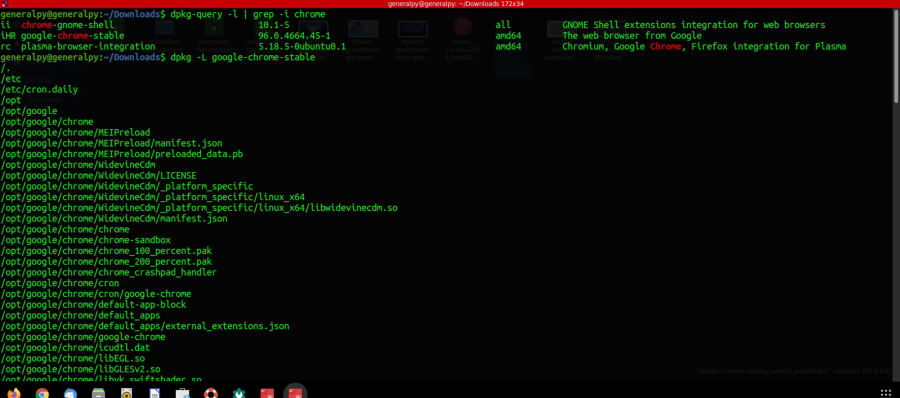 generalpy@generalpy: ~/Downloads 172x34
generalpy@generalpy:~/Downloads$ dpkg-query -l | grep -i chrome
ii  chrome-gnome-shell 10.1-5 all GNOME Shell extensions integration for web browsers
iHR google-chrome-stable 96.0.4664.45-1 amd64 The web browser from Google
rc  plasma-browser-integration 5.18.5-0ubuntu0.1 amd64 Chromium, Google Chrome, Firefox integration for Plasma
generalpy@generalpy:~/Downloads$ dpkg -L google-chrome-stable
/.
/etc
/etc/cron.daily
/opt
/opt/google
/opt/google/chrome
/opt/google/chrome/MEIPreload
/opt/google/chrome/MEIPreload/manifest.json
/opt/google/chrome/MEIPreload/preloaded_data.pb
/opt/google/chrome/WidevineCdm
/opt/google/chrome/WidevineCdm/LICENSE
/opt/google/chrome/WidevineCdm/_platform_specific
/opt/google/chrome/WidevineCdm/_platform_specific/linux_x64
/opt/google/chrome/WidevineCdm/_platform_specific/linux_x64/libwidevinecdm.so
/opt/google/chrome/WidevineCdm/manifest.json
/opt/google/chrome/chrome
/opt/google/chrome/chrome-sandbox
/opt/google/chrome/chrome_100_percent.pak
/opt/google/chrome/chrome_200_percent.pak
/opt/google/chrome/chrome_crashpad_handler
/opt/google/chrome/cron
/opt/google/chrome/cron/google-chrome
/opt/google/chrome/default-app-block
/opt/google/chrome/default_apps
/opt/google/chrome/default_apps/external_extensions.json
/opt/google/chrome/google-chrome
/opt/google/chrome/icudtl.dat
/opt/google/chrome/libEGL.so
/opt/google/chrome/libGLESv2.so
/opt/google/chrome/libvk_swiftshader.so